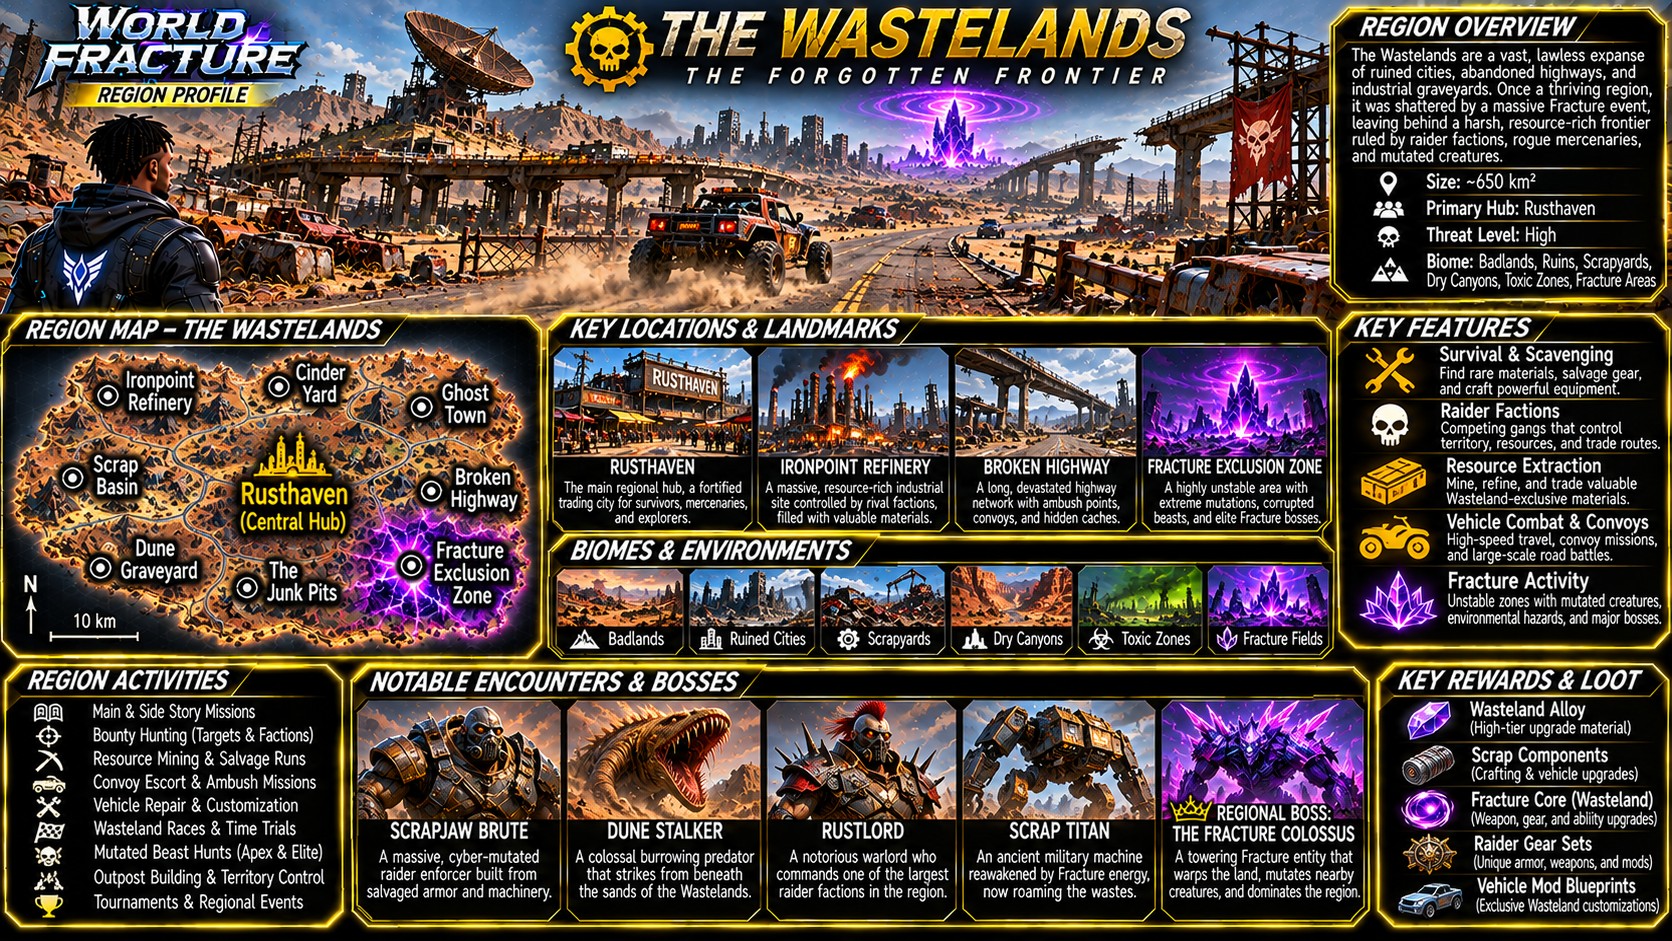 WORLD
FRACTURE
REGION PROFILE
THE WASTELANDS
THE FORGOTTEN FRONTIER
REGION OVERVIEW
The Wastelands are a vast, lawless expanse
of ruined cities, abandoned highways, and
industrial graveyards. Once a thriving region,
it was shattered by a massive Fracture event,
leaving behind a harsh, resource-rich frontier
ruled by raider factions, rogue mercenaries,
and mutated creatures.
Size: ~650 km²
Primary Hub: Rusthaven
Threat Level: High
Biome: Badlands, Ruins, Scrapyards,
Dry Canyons, Toxic Zones, Fracture Areas
REGION MAP – THE WASTELANDS
Ironpoint
Refinery
Cinder
Yard
Ghost
Town
Scrap
Basin
Rusthaven
(Central Hub)
Broken
Highway
Dune
Graveyard
The
Junk Pits
Fracture
Exclusion
Zone
N
10 km
KEY LOCATIONS & LANDMARKS
RUSTHAVEN
RUSTHAVEN
The main regional hub, a fortified
trading city for survivors, mercenaries,
and explorers.
IRONPOINT REFINERY
A massive, resource-rich industrial
site controlled by rival factions,
filled with valuable materials.
BROKEN HIGHWAY
A long, devastated highway
network with ambush points,
convoys, and hidden caches.
FRACTURE EXCLUSION ZONE
A highly unstable area with
extreme mutations, corrupted
beasts, and elite Fracture bosses.
BIOMES & ENVIRONMENTS
Badlands
Ruined Cities
Scrapyards
Dry Canyons
Toxic Zones
Fracture Fields
KEY FEATURES
Survival & Scavenging
Find rare materials, salvage gear,
and craft powerful equipment.
Raider Factions
Competing gangs that control
territory, resources, and trade routes.
Resource Extraction
Mine, refine, and trade valuable
Wasteland-exclusive materials.
Vehicle Combat & Convoys
High-speed travel, convoy missions,
and large-scale road battles.
Fracture Activity
Unstable zones with mutated creatures,
environmental hazards, and major bosses.
REGION ACTIVITIES
Main & Side Story Missions
Bounty Hunting (Targets & Factions)
Resource Mining & Salvage Runs
Convoy Escort & Ambush Missions
Vehicle Repair & Customization
Wasteland Races & Time Trials
Mutated Beast Hunts (Apex & Elite)
Outpost Building & Territory Control
Tournaments & Regional Events
NOTABLE ENCOUNTERS & BOSSES
SCRAPJAW BRUTE
A massive, cyber-mutated
raider enforcer built from
salvaged armor and machinery.
DUNE STALKER
A colossal burrowing predator
that strikes from beneath
the sands of the Wastelands.
RUSTLORD
A notorious warlord who
commands one of the largest
raider factions in the region.
SCRAP TITAN
An ancient military machine
reawakened by Fracture energy,
now roaming the wastes.
REGIONAL BOSS:
THE FRACTURE COLOSSUS
A towering Fracture entity that
warps the land, mutates nearby
creatures, and dominates the region.
KEY REWARDS & LOOT
Wasteland Alloy
(High-tier upgrade material)
Scrap Components
(Crafting & vehicle upgrades)
Fracture Core (Wasteland)
(Weapon, gear, and abliity upgrades)
Raider Gear Sets
(Unique armor, weapons, and mods)
Vehicle Mod Blueprints
(Exclusive Wasteland customizations)